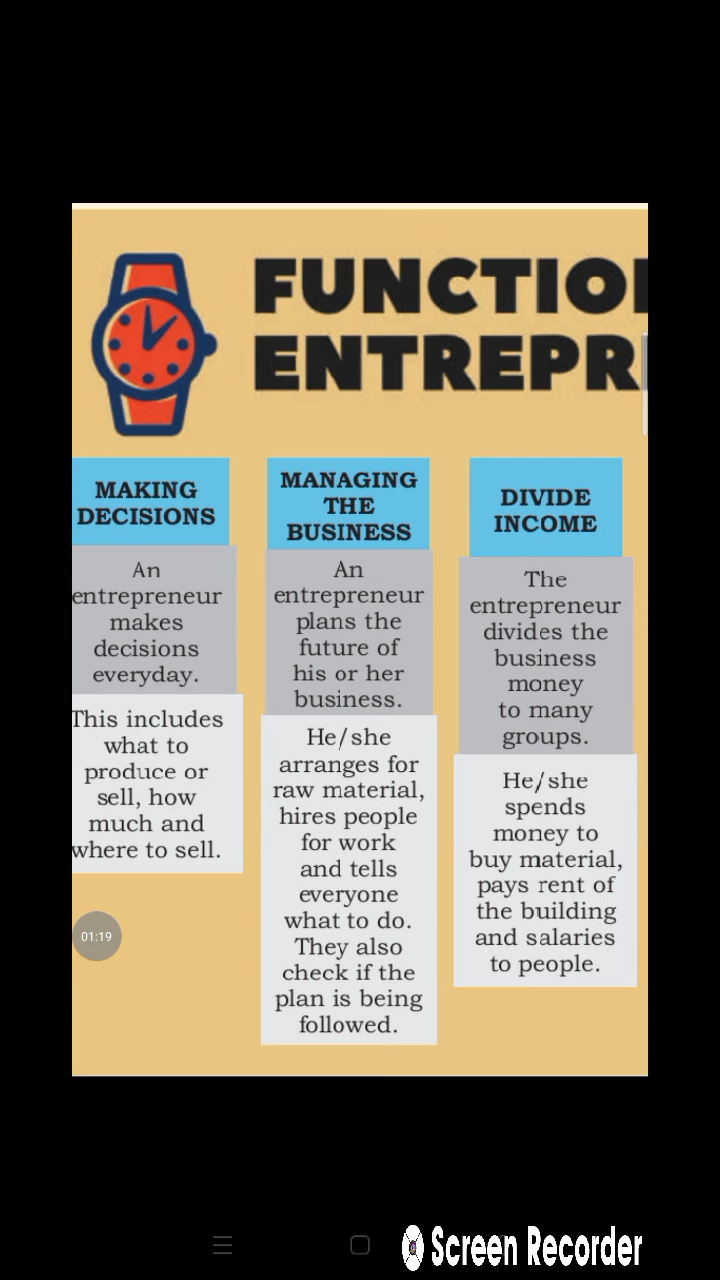 FUNCTIO
ENTREPR
MAKING
DECISIONS
An
entrepreneur
makes
decisions
everyday.
This includes
what to
produce or
sell, how
much and
where to sell.
MANAGING
THE
BUSINESS
An
entrepreneur
plans the
future of
his or her
business.
He/she
arranges for
raw material,
hires people
for work
and tells
everyone
what to do.
They also
check if the
plan is being
followed.
DIVIDE
INCOME
The
entrepreneur
divides the
business
money
to many
groups.
He/she
spends
money to
buy material,
pays rent of
the building
and salaries
to people.
01:19
Screen Recorder